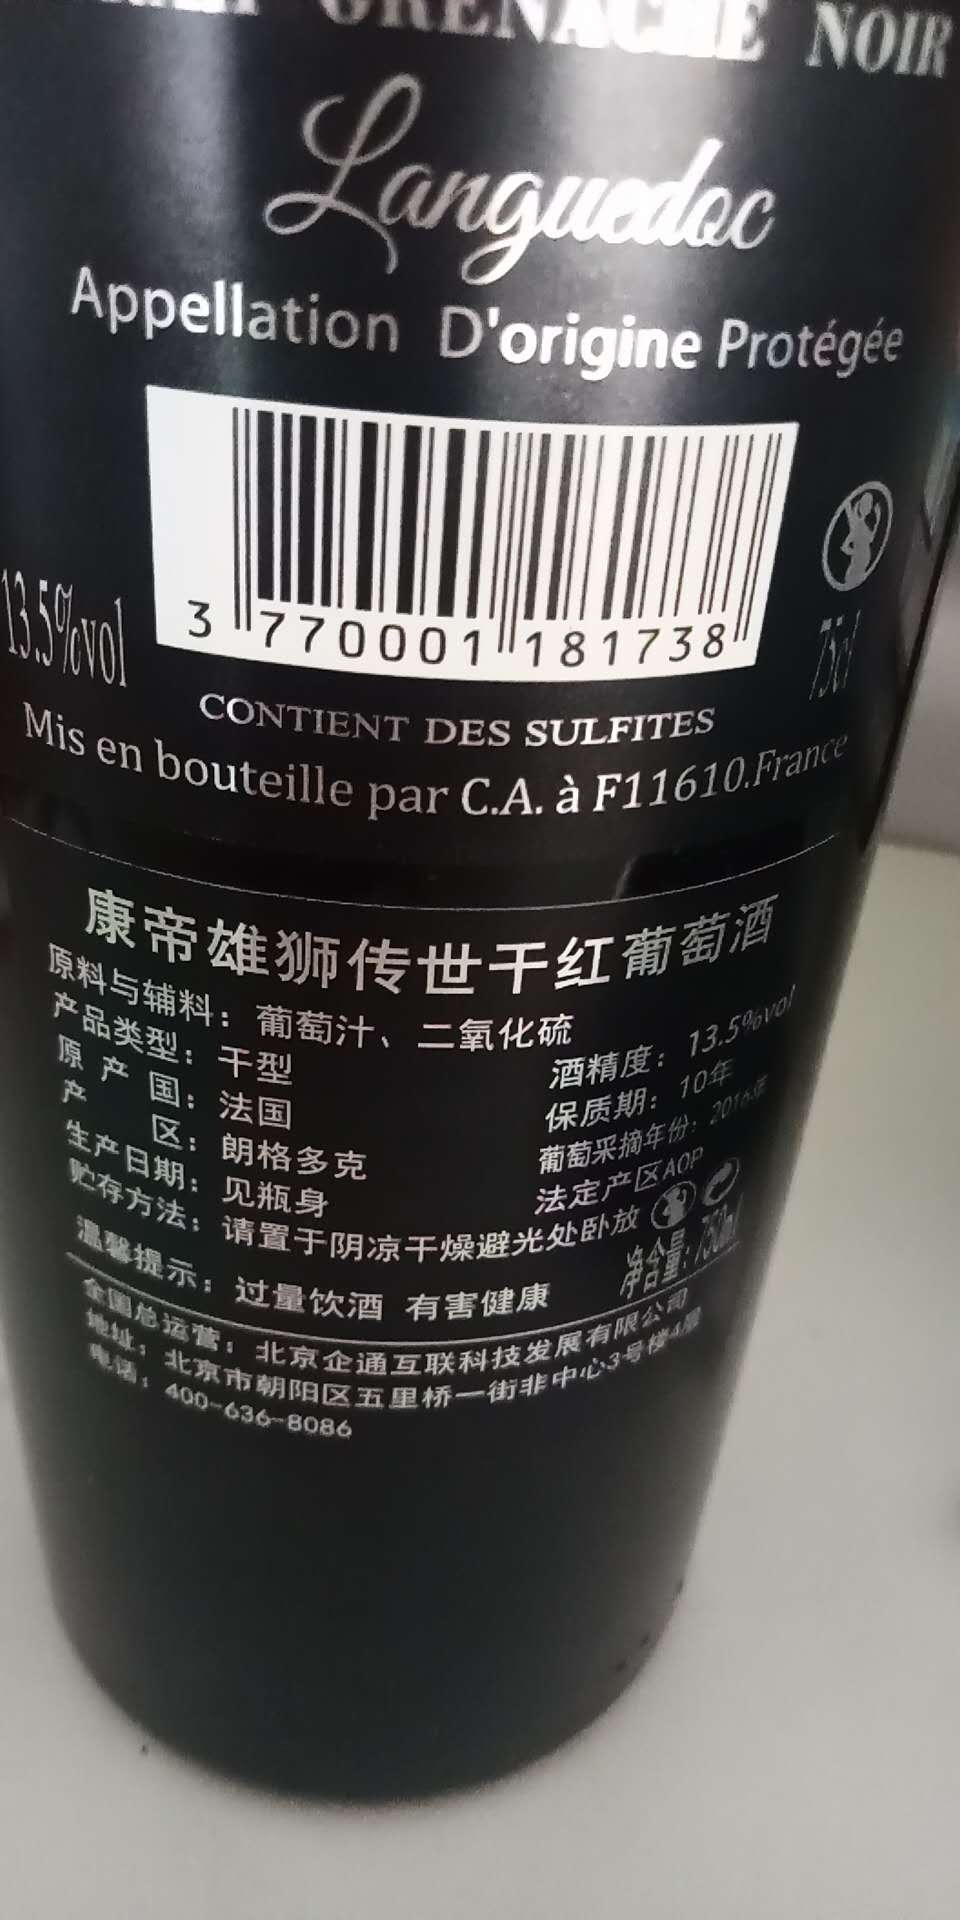 GRENACHE NOIR
Languedoc
Appellation D'origine Protégée
3 770001 181738
13.5%vol
75cl
CONTIENT DES SULFITES
Mis en bouteille par C.A. à F11610.France
康帝雄狮传世干红葡萄酒
原料与辅料：葡萄汁、二氧化硫
产品类型：干型 酒精度：13.5%vol
原产国：法国 保质期：10年
产区：朗格多克 葡萄采摘年份：2016年
生产日期：见瓶身 法定产区AOP
贮存方法：请置于阴凉干燥避光处卧放
温馨提示：过量饮酒 有害健康 净含量：750ml
全国总运营：北京企通互联科技发展有限公司
地址：北京市朝阳区五里桥一街非中心3号楼4层
电话：400-636-8086